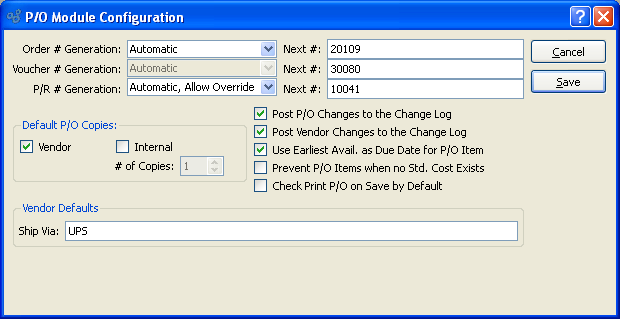 P/O Module Configuration
Order # Generation: Automatic Next #: 20109 Cancel
Voucher # Generation: Automatic Next #: 30080
P/R # Generation: Automatic, Allow Override Next #: 10041 Save
Default P/O Copies:
Vendor Internal
# of Copies: 1
Post P/O Changes to the Change Log
Post Vendor Changes to the Change Log
Use Earliest Avail. as Due Date for P/O Item
Prevent P/O Items when no Std. Cost Exists
Check Print P/O on Save by Default
Vendor Defaults
Ship Via: UPS